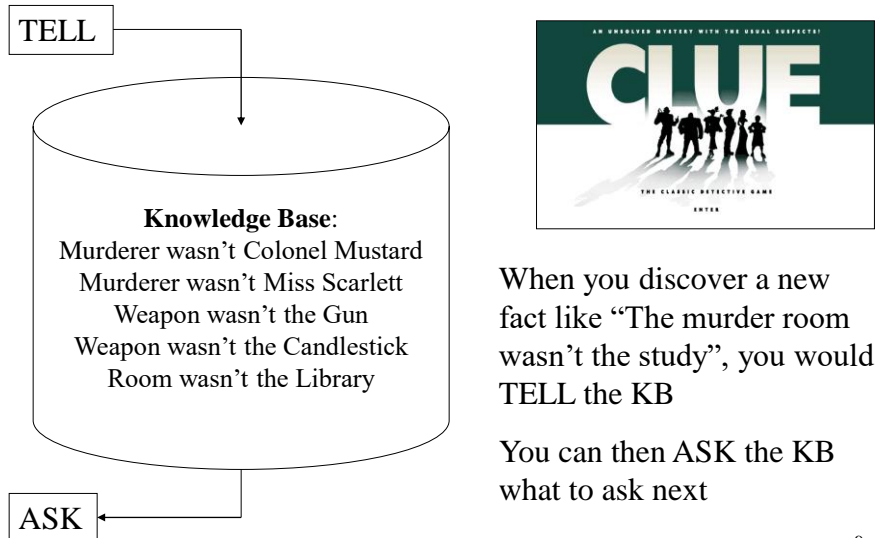 TELL
Knowledge Base:
Murderer wasn’t Colonel Mustard
Murderer wasn’t Miss Scarlett
Weapon wasn’t the Gun
Weapon wasn’t the Candlestick
Room wasn’t the Library
ASK
AN UNSOLVED MYSTERY WITH THE USUAL SUSPECTS!
CLUE
THE CLASSIC DETECTIVE GAME
ENTER
When you discover a new
fact like “The murder room
wasn’t the study”, you would
TELL the KB
You can then ASK the KB
what to ask next